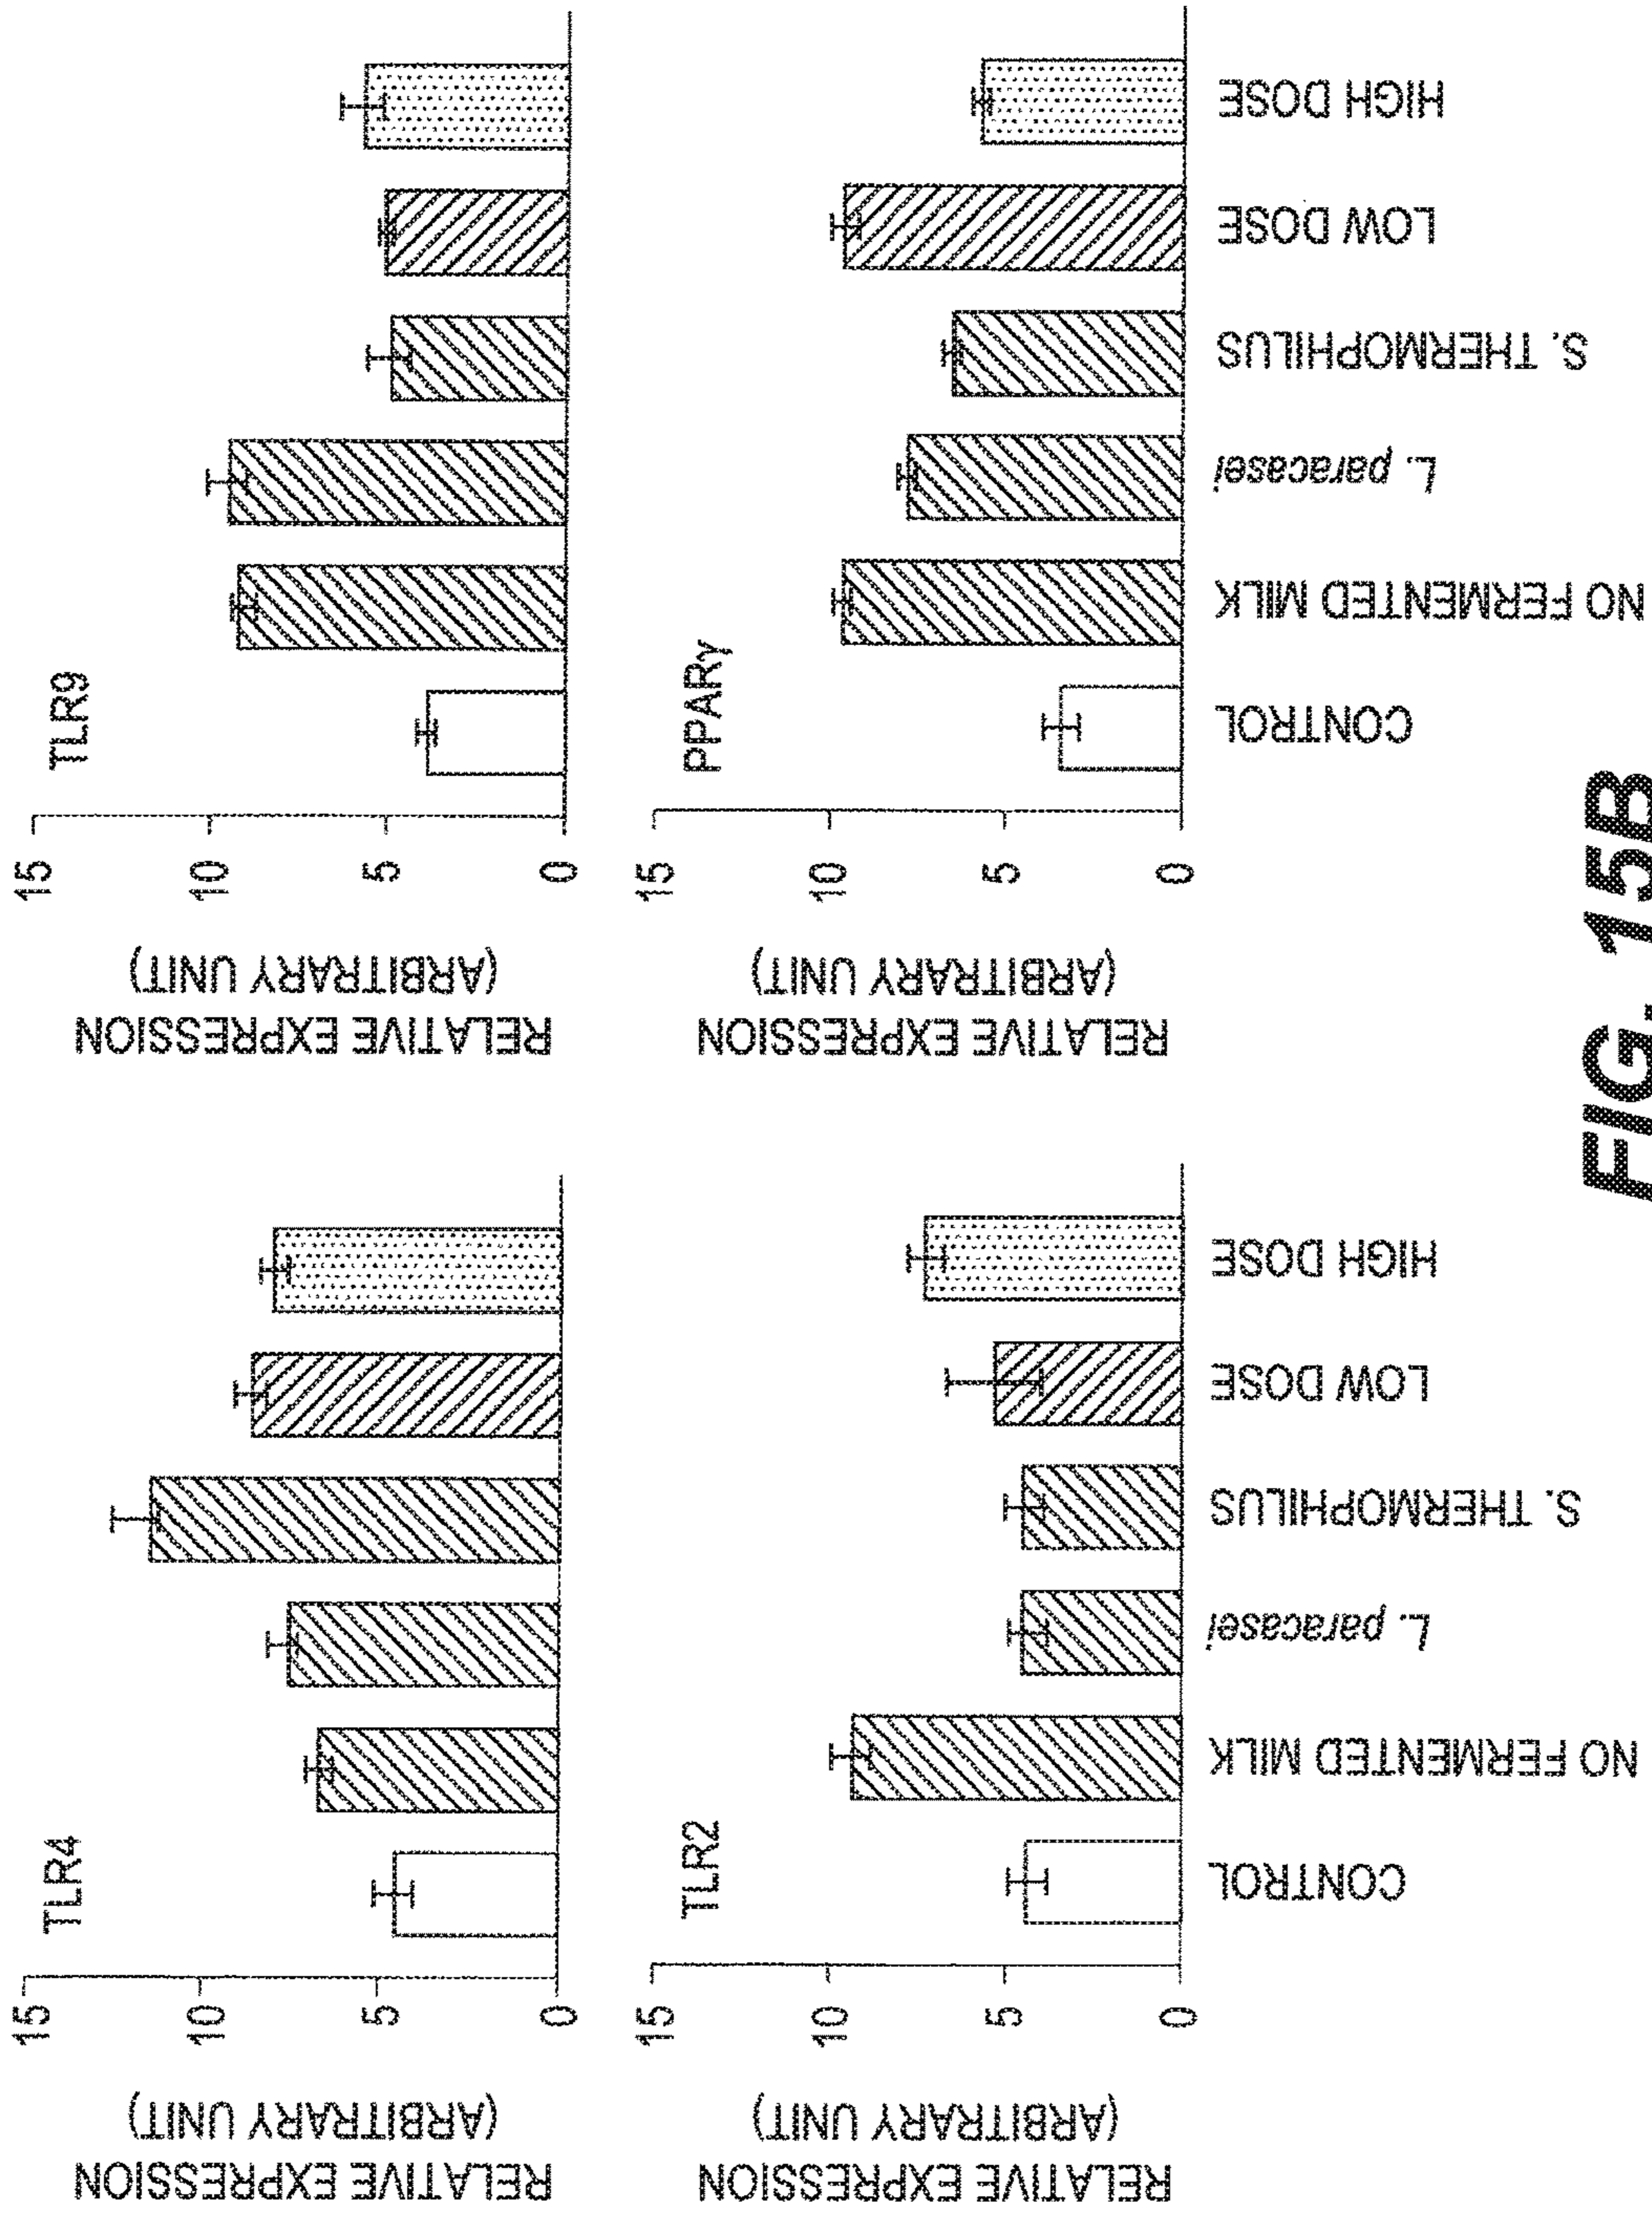 TLR4
15
10
5
0
RELATIVE EXPRESSION
(ARBITRARY UNIT)
TLR9
15
10
5
0
RELATIVE EXPRESSION
(ARBITRARY UNIT)
TLR2
15
10
5
0
RELATIVE EXPRESSION
(ARBITRARY UNIT)
CONTROL
NO FERMENTED MILK
L. paracasei
S. THERMOPHILUS
LOW DOSE
HIGH DOSE
PPARγ
15
10
5
0
RELATIVE EXPRESSION
(ARBITRARY UNIT)
CONTROL
NO FERMENTED MILK
L. paracasei
S. THERMOPHILUS
LOW DOSE
HIGH DOSE
FIG. 15B